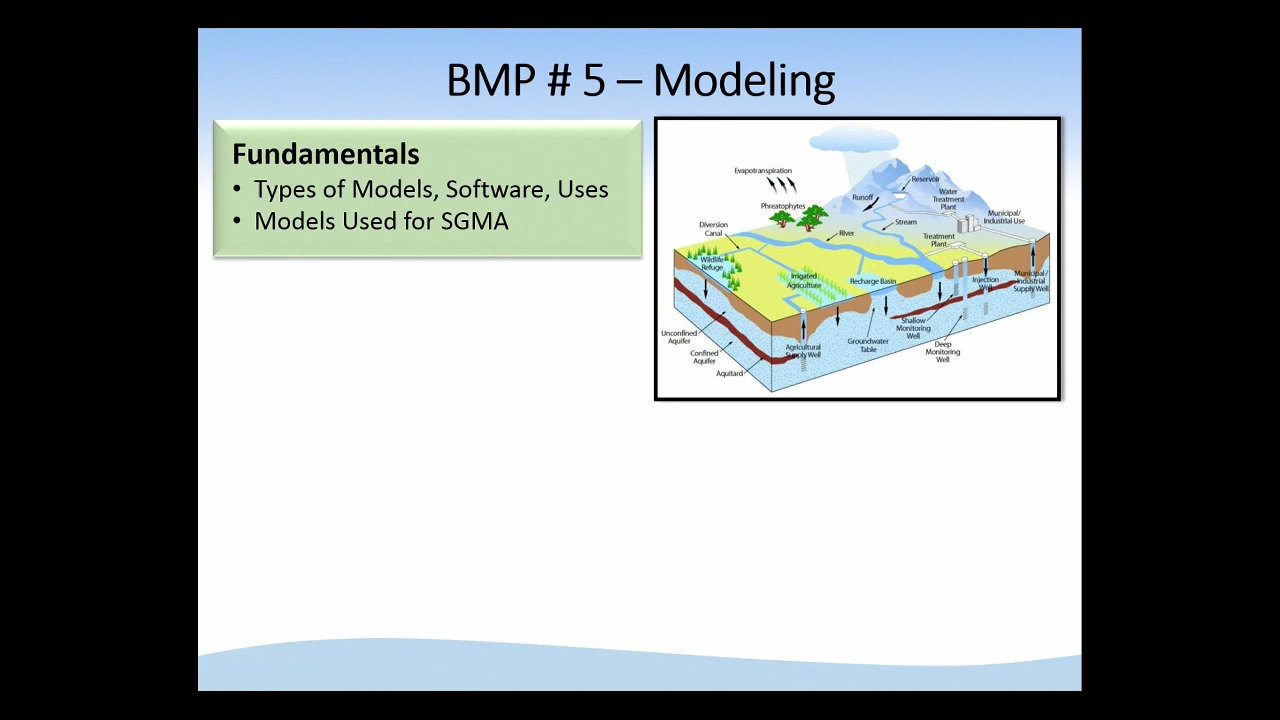 BMP # 5 – Modeling
Fundamentals
• Types of Models, Software, Uses
• Models Used for SGMA
Evapotranspiration
Reservoir
Runoff
Water
Treatment
Plant
Phreatophytes
Municipal/
Industrial Use
Stream
Diversion
Canal
River
Treatment
Plant
Wildlife
Refuge
Irrigated
Agriculture
Recharge Basin
Injection
Well
Municipal/
Industrial
Supply Well
Shallow
Monitoring
Well
Unconfined
Aquifer
Confined
Aquifer
Agricultural
Supply Well
Groundwater
Table
Deep
Monitoring
Well
Aquitard